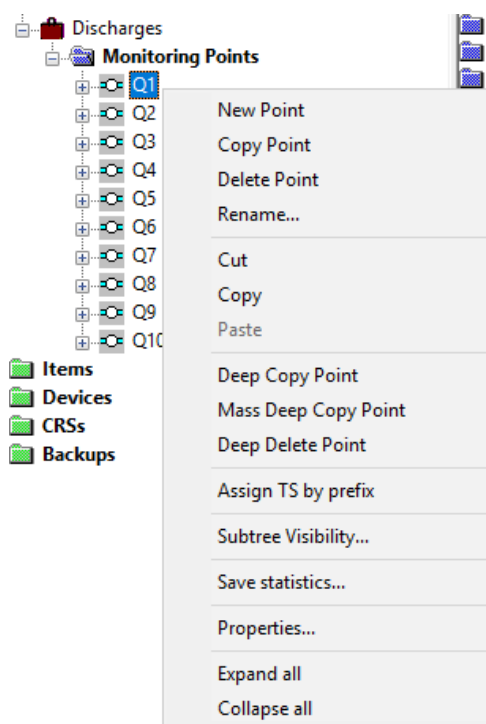 Discharges
Monitoring Points
Q1
Q2
Q3
Q4
Q5
Q6
Q7
Q8
Q9
Q10
Items
Devices
CRSs
Backups
New Point
Copy Point
Delete Point
Rename...
Cut
Copy
Paste
Deep Copy Point
Mass Deep Copy Point
Deep Delete Point
Assign TS by prefix
Subtree Visibility...
Save statistics...
Properties...
Expand all
Collapse all